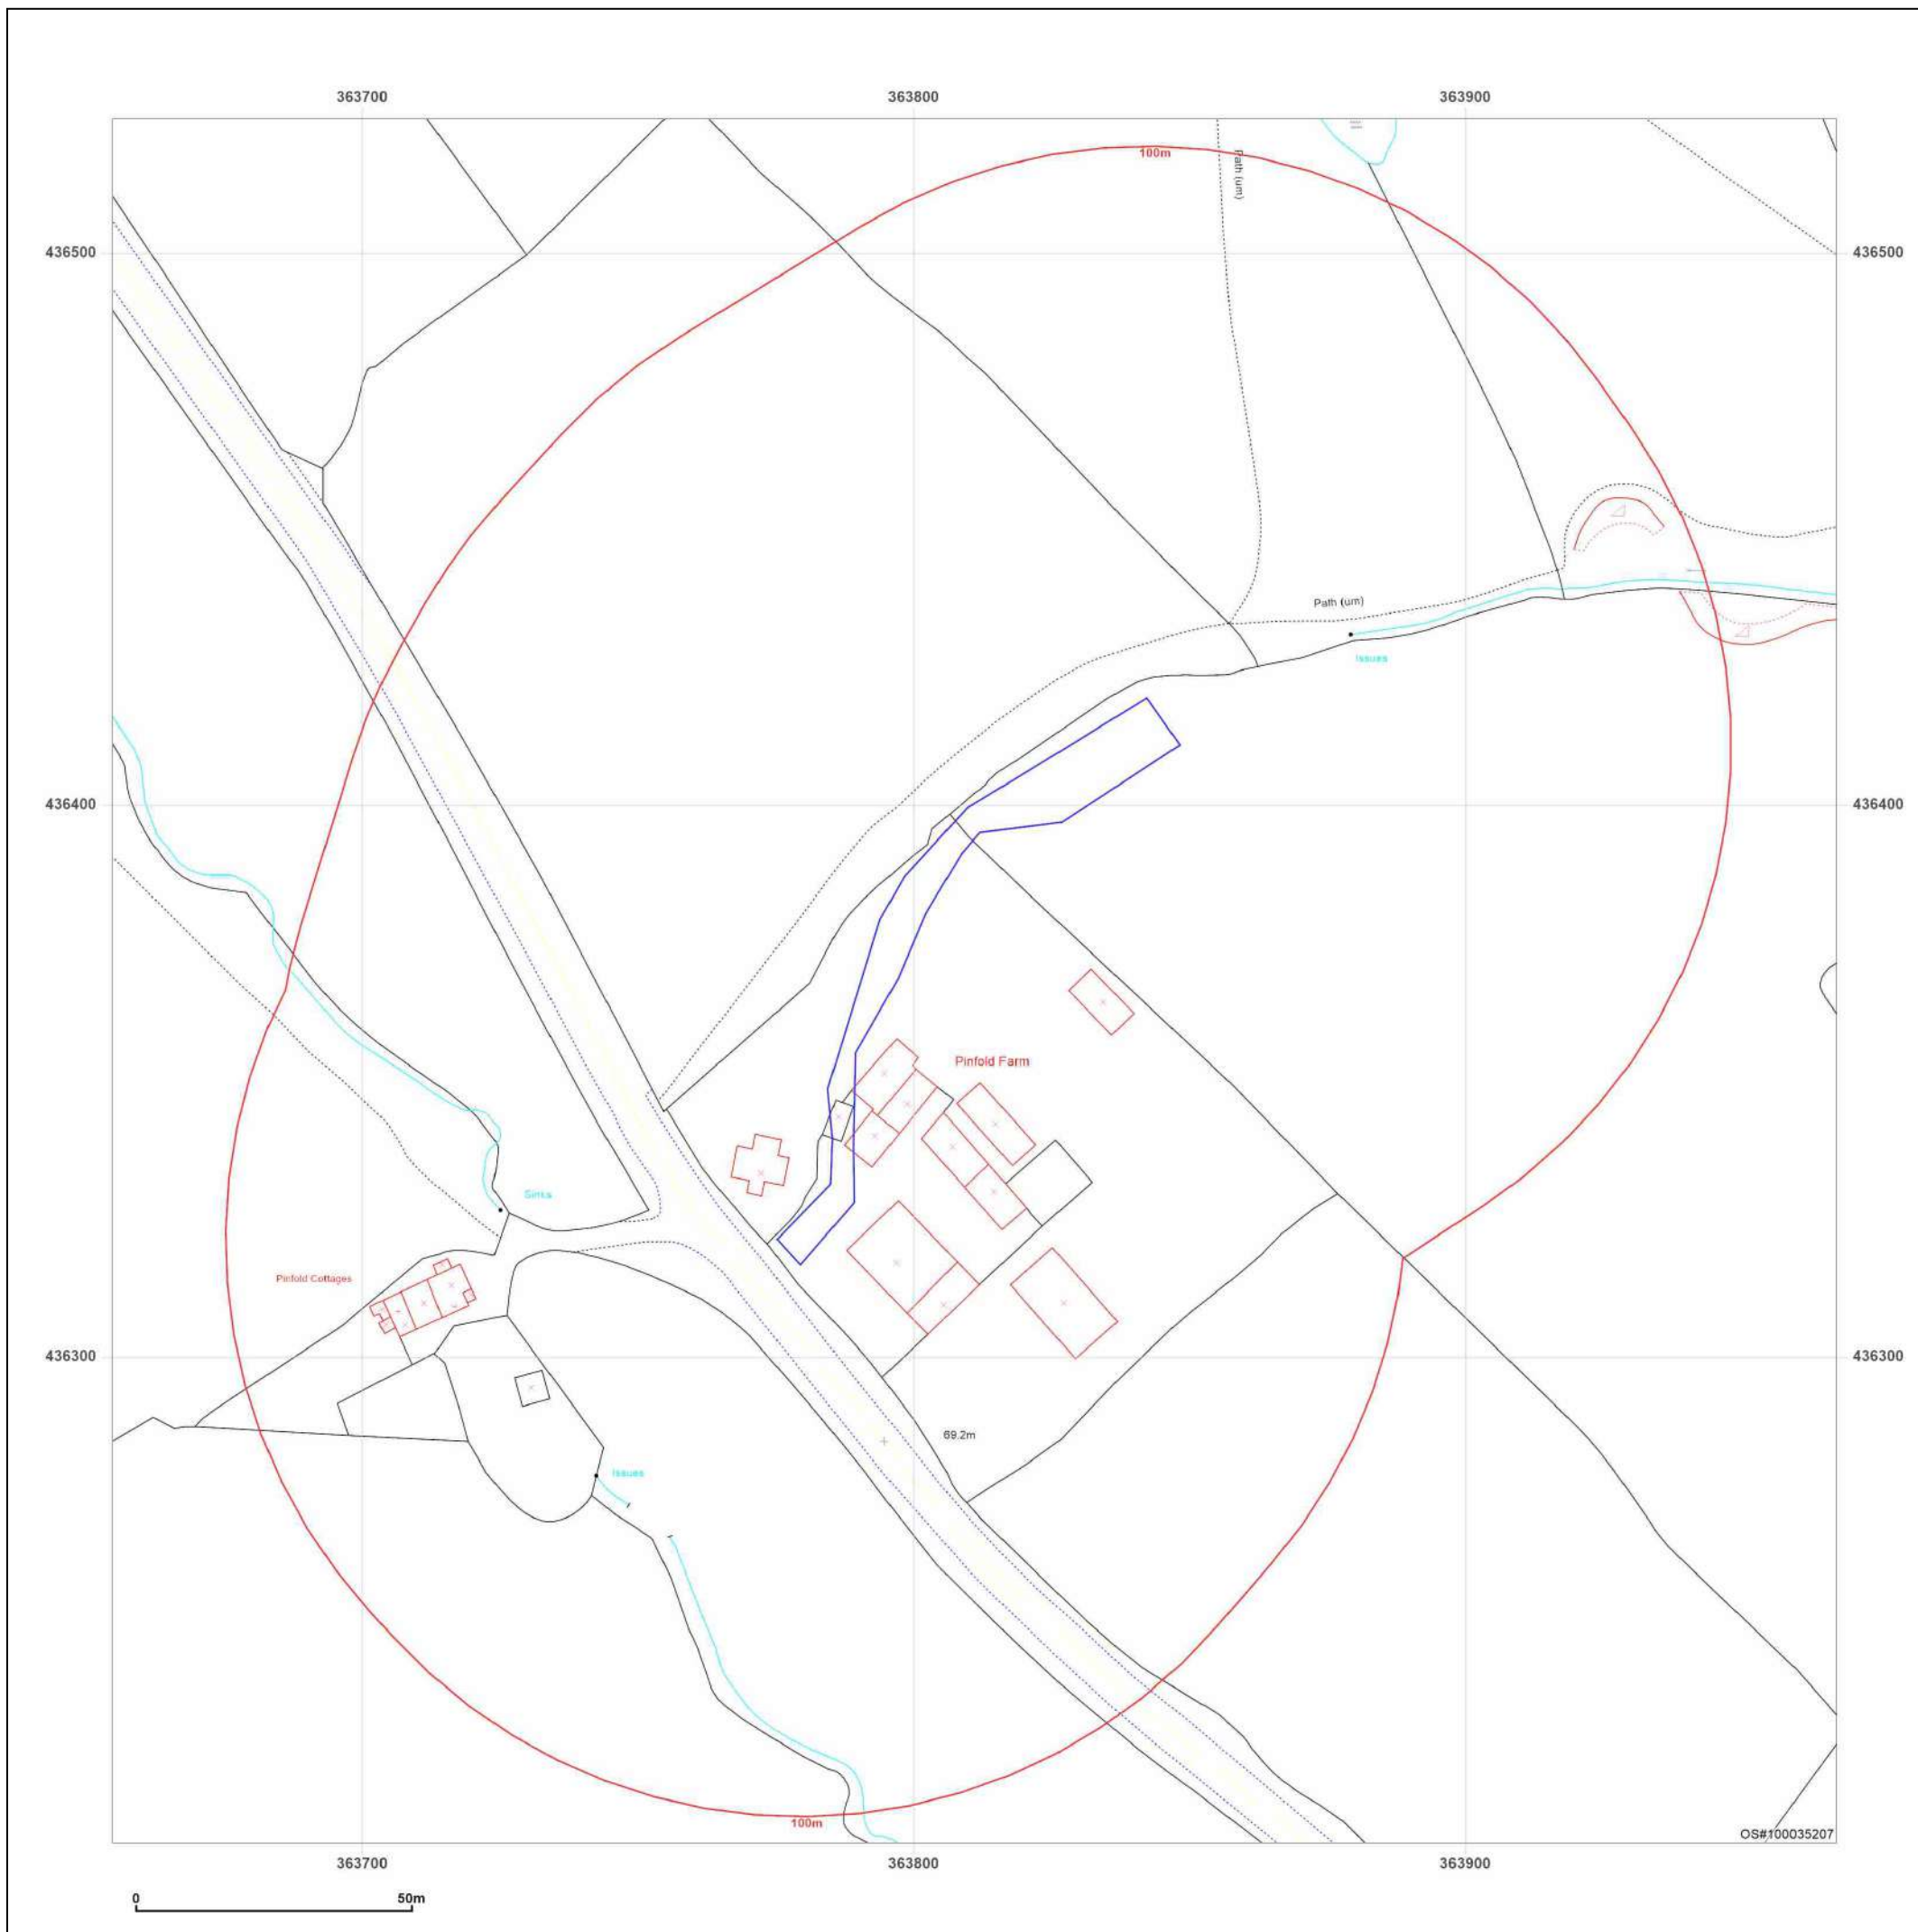 363700
363800
363900
100m
Path (um)
436500
436500
Path (um)
Issues
436400
436400
Pinfold Farm
Sinks
Pinfold Cottages
436300
436300
69.2m
Issues
100m
OS#100035207
363700
363800
363900
0
50m